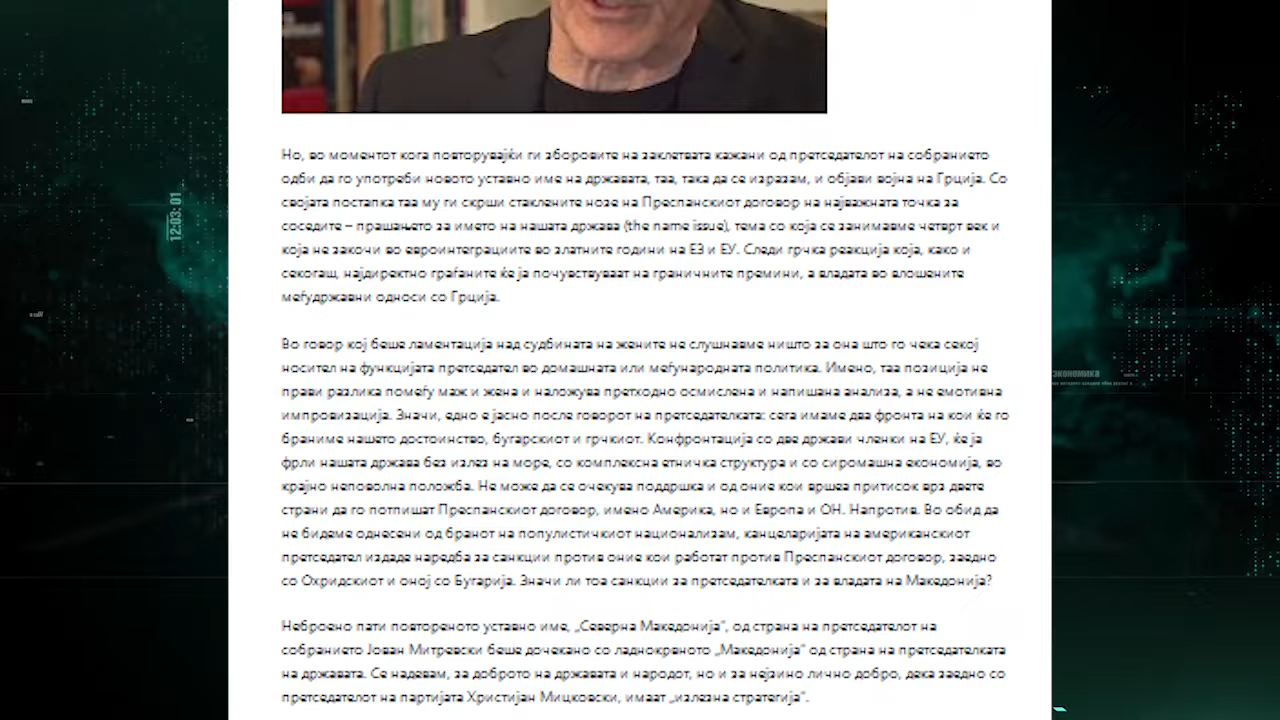 Но, во моментот кога повторувајќи ги зборовите на заклетвата кажани од претседателот на собранието
одби да го употреби новото уставно име на државата, таа, така да се изразам, и објави војна на Грција. Со
својата постапка таа му ги скрши стаклените нозе на Преспанскиот договор на најважната точка за
соседите – прашањето за името на нашата држава (the name issue), тема со која се занимавме четврт век и
која не закочи во евроинтеграциите во златните години на ЕЗ и ЕУ. Следи грчка реакција која, како и
секогаш, најдиректно граѓаните ќе ја почувствуваат на граничните премини, а владата во влошените
меѓудржавни односи со Грција.
Во говор кој беше ламентација над судбината на жените не слушнавме ништо за она што го чека секој
носител на функцијата претседател во домашната или меѓународната политика. Имено, таа позиција не
прави разлика помеѓу маж и жена и наложува претходно осмислена и напишана анализа, а не емотивна
импровизација. Значи, едно е јасно после говорот на претседателката: сега имаме два фронта на кои ќе го
браниме нашето достоинство, бугарскиот и грчкиот. Конфронтација со две држави членки на ЕУ, ќе ја
фрли нашата држава без излез на море, со комплексна етничка структура и со сиромашна економија, во
крајно неповолна положба. Не може да се очекува поддршка и од оние кои вршеа притисок врз двете
страни да го потпишат Преспанскиот договор, имено Америка, но и Европа и ОН. Напротив. Во обид да
не бидеме однесени од бранот на популистичкиот национализам, канцеларијата на американскиот
претседател издаде наредба за санкции против оние кои работат против Преспанскиот договор, заедно
со Охридскиот и оној со Бугарија. Значи ли тоа санкции за претседателката и за владата на Македонија?
Неброено пати повтореното уставно име, „Северна Македонија“, од страна на претседателот на
собранието Јован Митревски беше дочекано со ладнокрвното „Македонија“ од страна на претседателката
на државата. Се надевам, за доброто на државата и народот, но и за нејзино лично добро, дека заедно со
претседателот на партијата Христијан Мицковски, имаат „излезна стратегија“.
12:03:01
економика